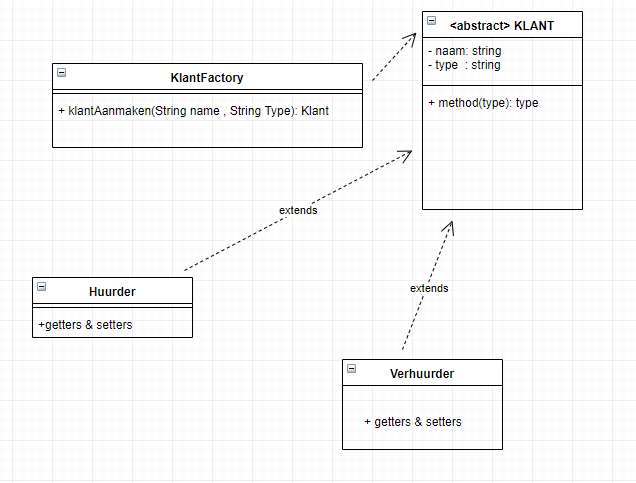 <abstract> KLANT
- naam: string
- type : string
+ method(type): type
KlantFactory
+ klantAanmaken(String name , String Type): Klant
extends
Huurder
+getters & setters
extends
Verhuurder
+ getters & setters